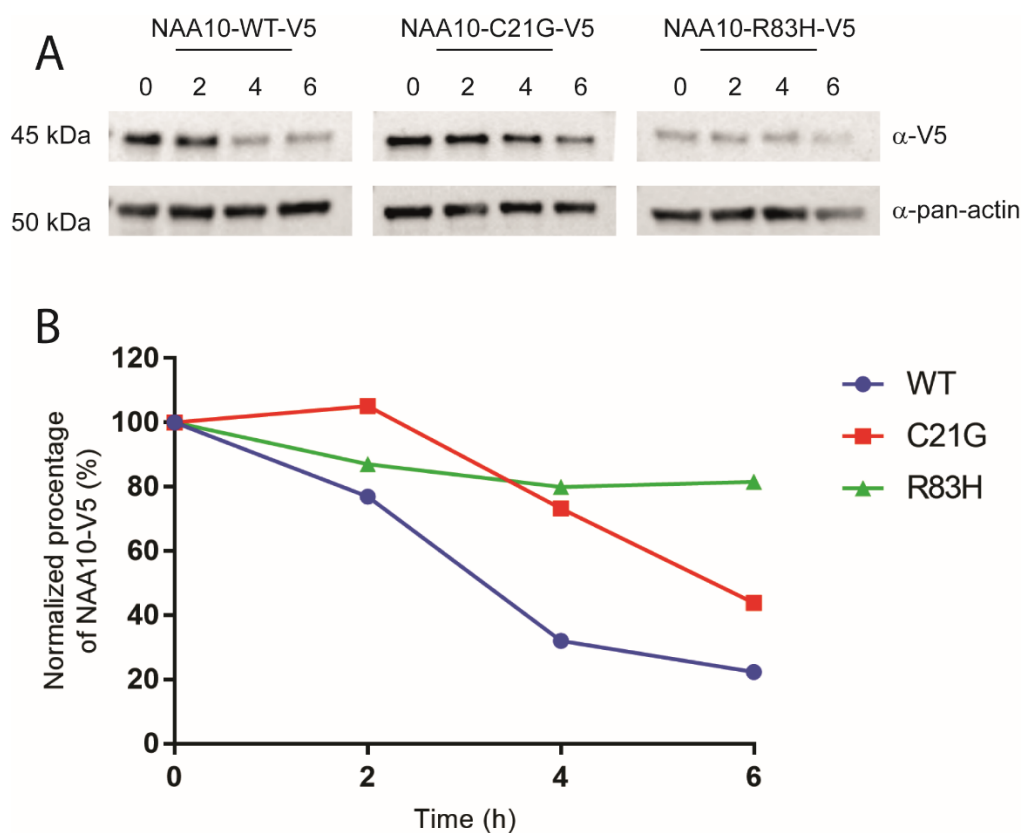 A
NAA10-WT-V5 NAA10-C21G-V5 NAA10-R83H-V5
0 2 4 6 0 2 4 6 0 2 4 6
45 kDa α-V5
50 kDa α-pan-actin
B
120
100
80
60
40
20
0
0 2 4 6
Normalized procentage
of NAA10-V5 (%)
Time (h)
WT
C21G
R83H